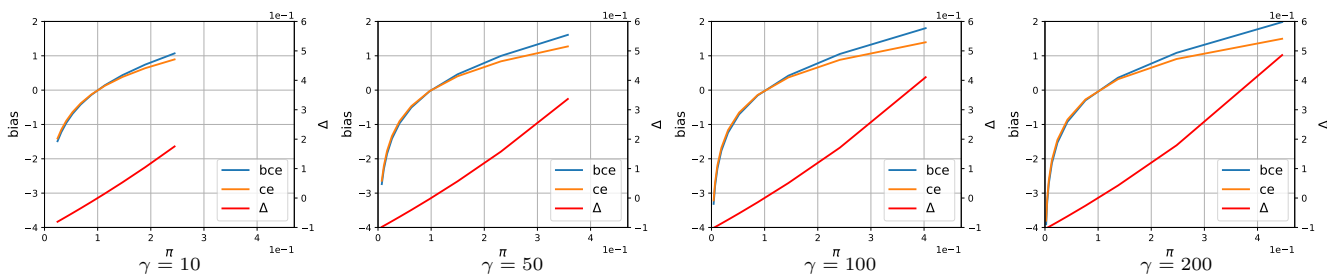 1e−1 1e−1 1e−1 1e−1
2 6 2 6 2 6 2 6
1 5 1 5 1 5 1 5
0 4 0 4 0 4 0 4
bias −1 3 Δ bias −1 3 Δ bias −1 3 Δ bias −1 3 Δ
−2 2 −2 2 −2 2 −2 2
bce bce bce bce
−3 1 −3 1 −3 1 −3 1
ce ce ce ce
0 0 0 0
Δ Δ Δ Δ
−4 −1 −4 −1 −4 −1 −4 −1
0 1 2 3 4 0 1 2 3 4 0 1 2 3 4 0 1 2 3 4
π 1e−1 π 1e−1 π 1e−1 π 1e−1
γ = 10 γ = 50 γ = 100 γ = 200